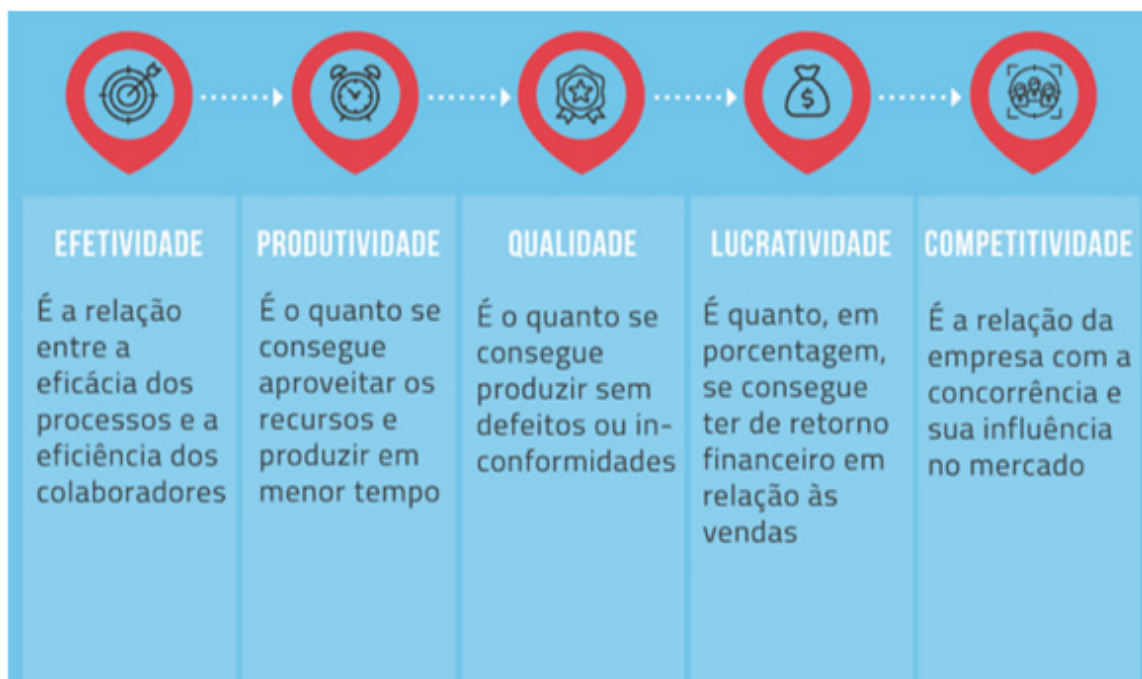 EFETIVIDADE
É a relação
entre a
eficácia dos
processos e a
eficiência dos
colaboradores
PRODUTIVIDADE
É o quanto se
consegue
aproveitar os
recursos e
produzir em
menor tempo
QUALIDADE
É o quanto se
consegue
produzir sem
defeitos ou in-
conformidades
$
LUCRATIVIDADE
É quanto, em
porcentagem,
se consegue
ter de retorno
financeiro em
relação às
vendas
COMPETITIVIDADE
É a relação da
empresa com a
concorrência e
sua influência
no mercado